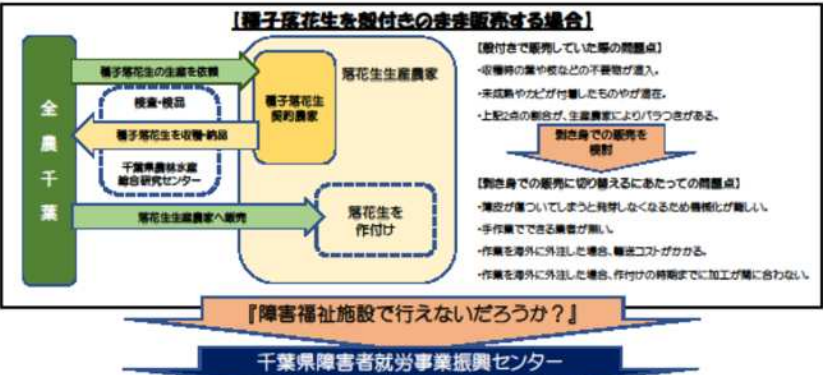 【種子落花生を殻付きのまま販売する場合】
全農千葉
種子落花生の生産を依頼
検査・検品
種子落花生を収穫・納品
千葉県農林水産
総合研究センター
落花生生産農家へ販売
落花生生産農家
種子落花生
契約農家
落花生を
作付け
【殻付きで販売していた際の問題点】
・収穫時の葉や枝などの不要物が混入。
・未成熟やカビが付着したものやが混在。
・上記2点の割合が、生産農家によりバラつきがある。
剥き身での販売を
検討
【剥き身での販売に切り替えるにあたっての問題点】
・薄皮が傷ついてしまうと発芽しなくなるため機械化が難しい。
・手作業でできる業者が無い。
・作業を海外に外注した場合、輸送コストがかかる。
・作業を海外に外注した場合、作付けの時期までに加工が間に合わない。
『障害福祉施設で行えないだろうか？』
千葉県障害者就労事業振興センター